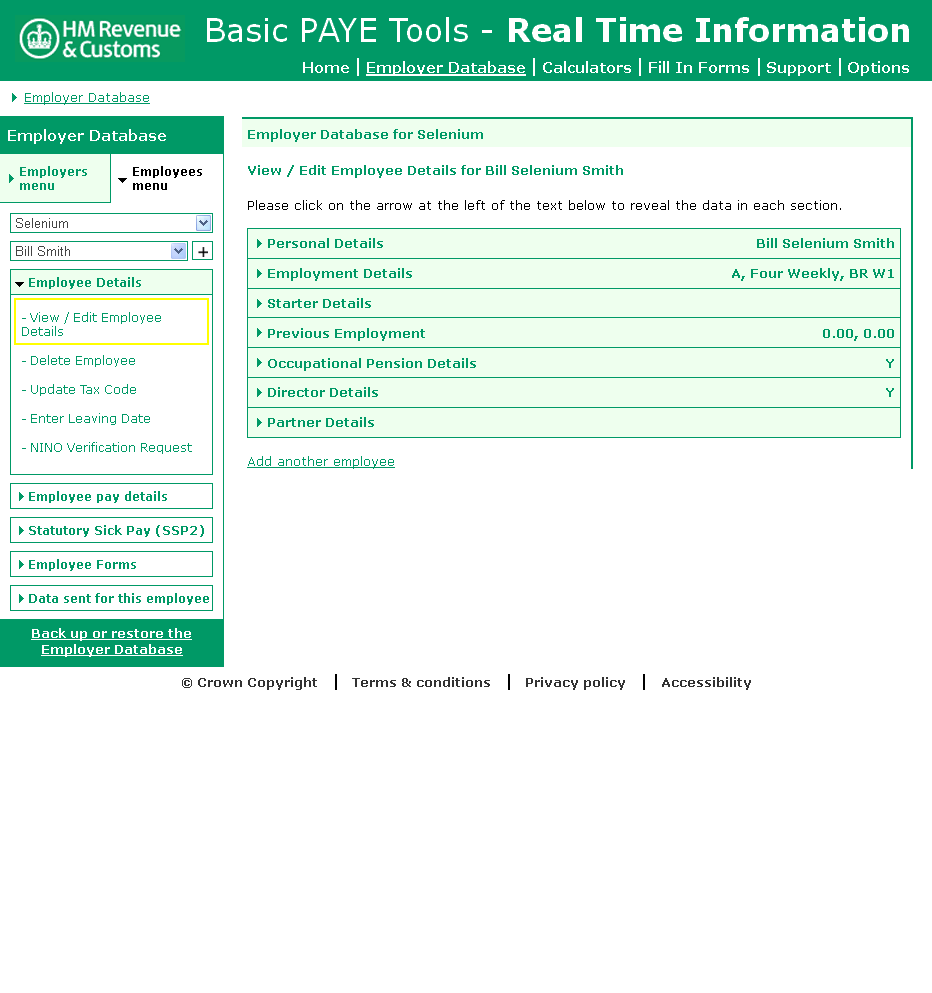 HM Revenue
& Customs
Basic PAYE Tools - Real Time Information
Home | Employer Database | Calculators | Fill In Forms | Support | Options
Employer Database
Employer Database
Employers
menu
Employees
menu
Selenium
Bill Smith
+
Employee Details
- View / Edit Employee
Details
- Delete Employee
- Update Tax Code
- Enter Leaving Date
- NINO Verification Request
Employee pay details
Statutory Sick Pay (SSP2)
Employee Forms
Data sent for this employee
Back up or restore the
Employer Database
Employer Database for Selenium
View / Edit Employee Details for Bill Selenium Smith
Please click on the arrow at the left of the text below to reveal the data in each section.
Personal Details Bill Selenium Smith
Employment Details A, Four Weekly, BR W1
Starter Details
Previous Employment 0.00, 0.00
Occupational Pension Details Y
Director Details Y
Partner Details
Add another employee
© Crown Copyright | Terms & conditions | Privacy policy | Accessibility